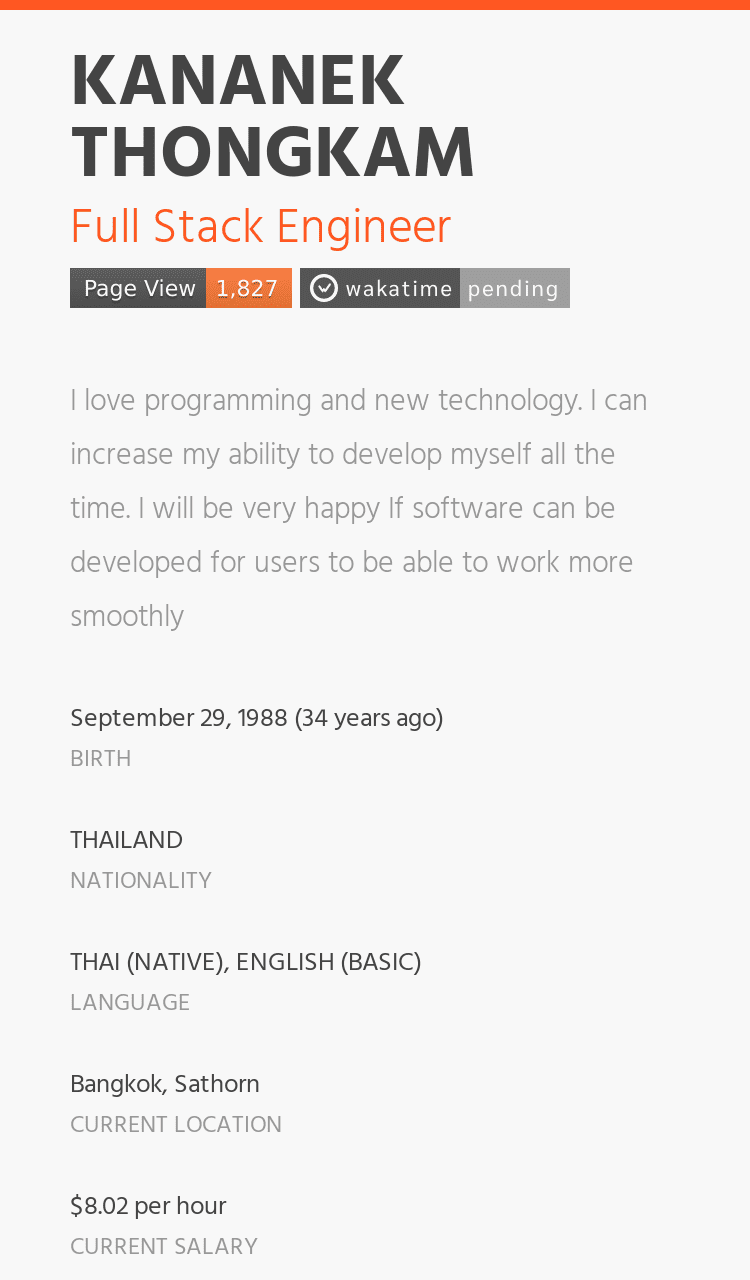 KANANEK
THONGKAM
Full Stack Engineer
Page View 1,827 wakatime pending
I love programming and new technology. I can
increase my ability to develop myself all the
time. I will be very happy If software can be
developed for users to be able to work more
smoothly
September 29, 1988 (34 years ago)
BIRTH
THAILAND
NATIONALITY
THAI (NATIVE), ENGLISH (BASIC)
LANGUAGE
Bangkok, Sathorn
CURRENT LOCATION
$8.02 per hour
CURRENT SALARY